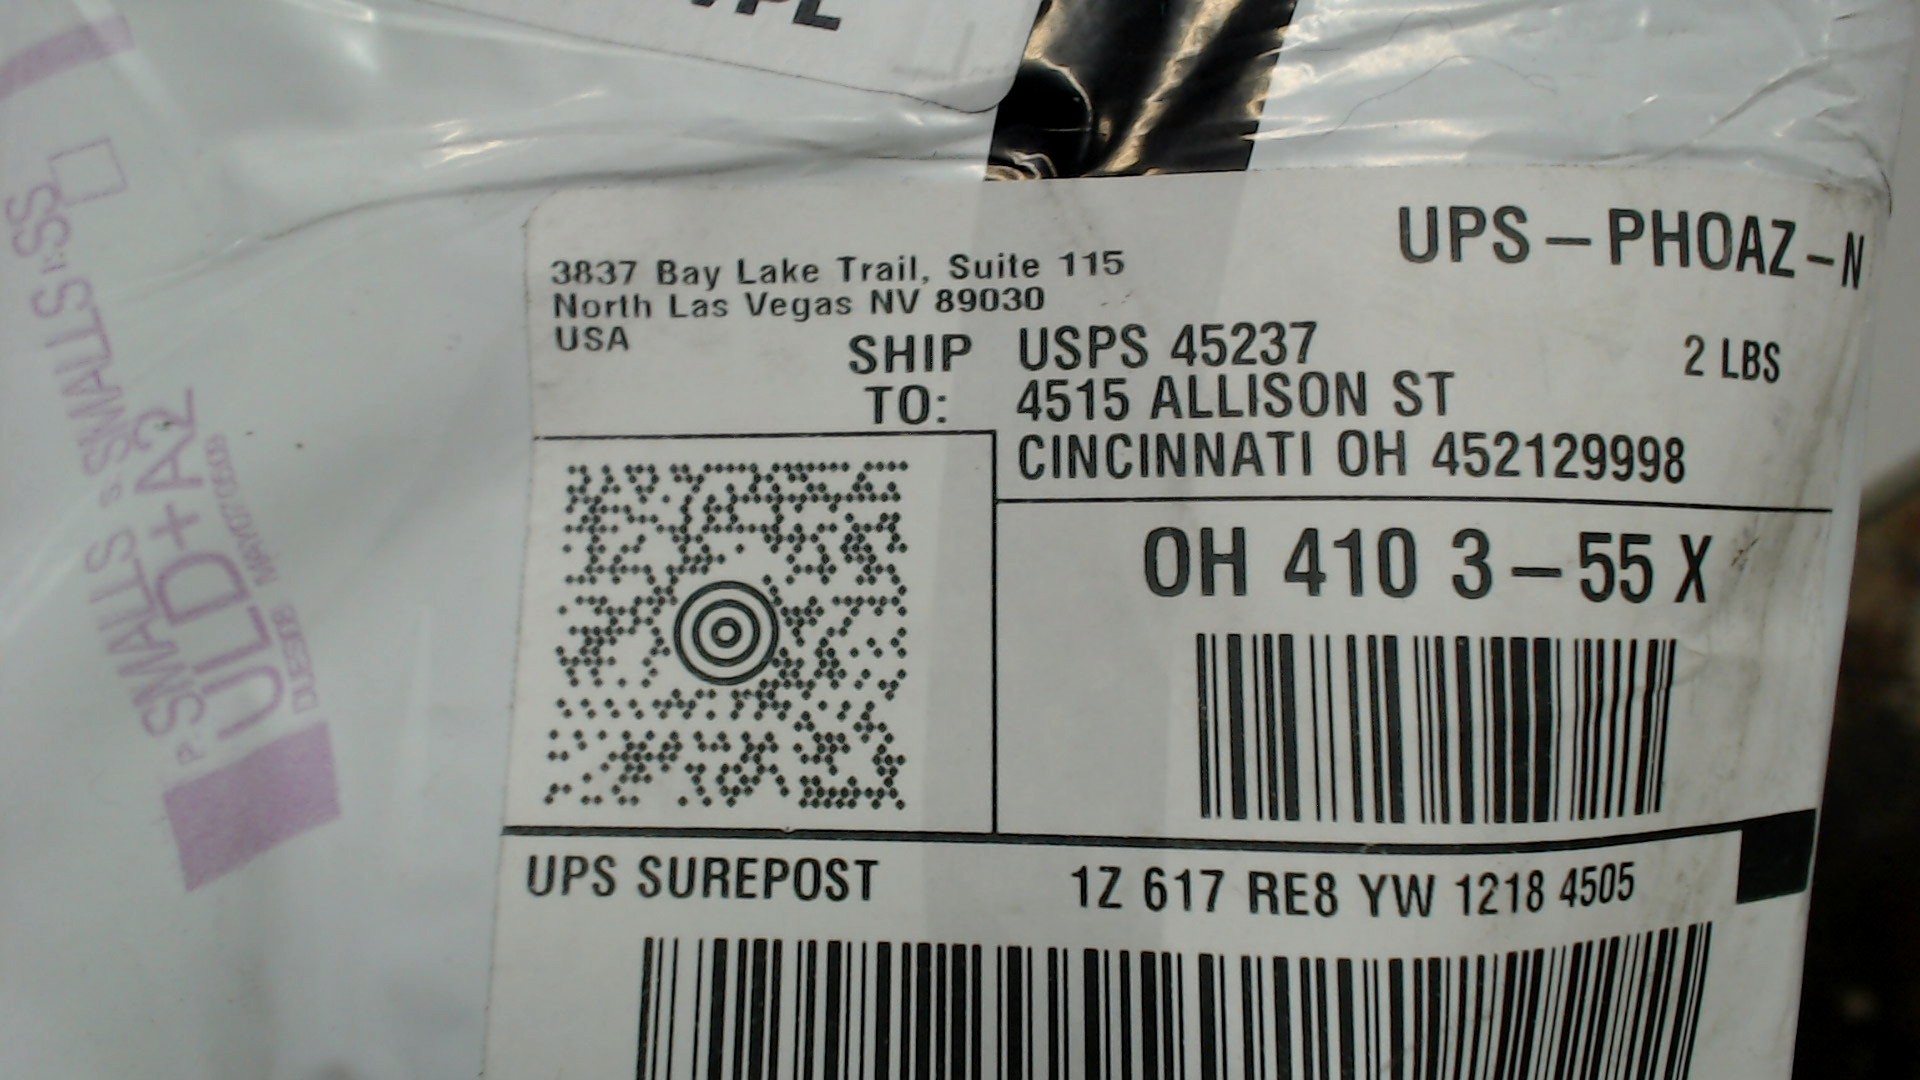 3837 Bay Lake Trail, Suite 115
North Las Vegas NV 89030
USA
UPS – PHOAZ – N
2 LBS
SHIP TO:
USPS 45237
4515 ALLISON ST
CINCINNATI OH 452129998
OH 410 3 – 55 X
UPS SUREPOST
1Z 617 RE8 YW 1218 4505
P SMALLS S SMALLS
ULD+A2